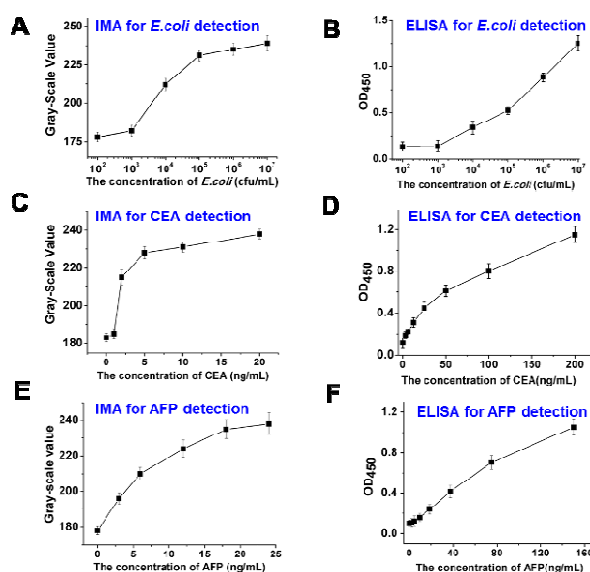 A
IMA for E.coli detection
Gray-Scale Value
250
225
200
175
10² 10³ 10⁴ 10⁵ 10⁶ 10⁷
The concentration of E.coli (cfu/mL)
B
ELISA for E.coli detection
OD450
1.5
1.0
0.5
0.0
10² 10³ 10⁴ 10⁵ 10⁶ 10⁷
The concentration of E.coli (cfu/mL)
C
IMA for CEA detection
Gray-Scale Value
240
220
200
180
0 5 10 15 20
The concentration of CEA (ng/mL)
D
ELISA for CEA detection
OD450
1.2
0.8
0.4
0.0
0 50 100 150 200
The concentration of CEA(ng/mL)
E
IMA for AFP detection
Gray-scale value
240
220
200
180
0 5 10 15 20 25
The concentration of AFP (ng/mL)
F
ELISA for AFP detection
OD450
1.2
0.8
0.4
0.0
0 40 80 120 160
The concentration of AFP(ng/mL)